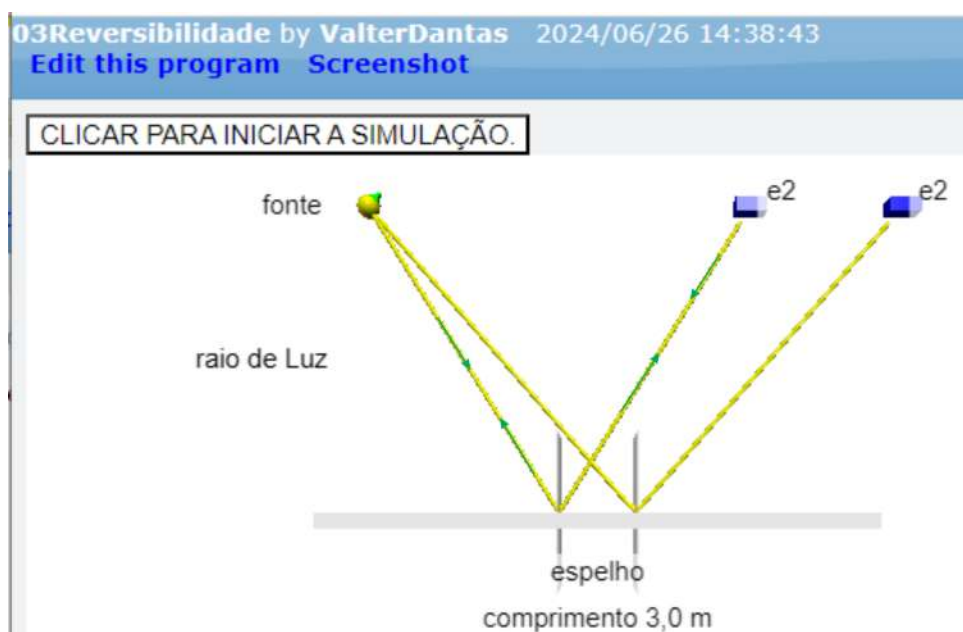 03Reversibilidade by ValterDantas 2024/06/26 14:38:43
Edit this program Screenshot
CLICAR PARA INICIAR A SIMULAÇÃO.
fonte
e2
e2
raio de Luz
espelho
comprimento 3,0 m